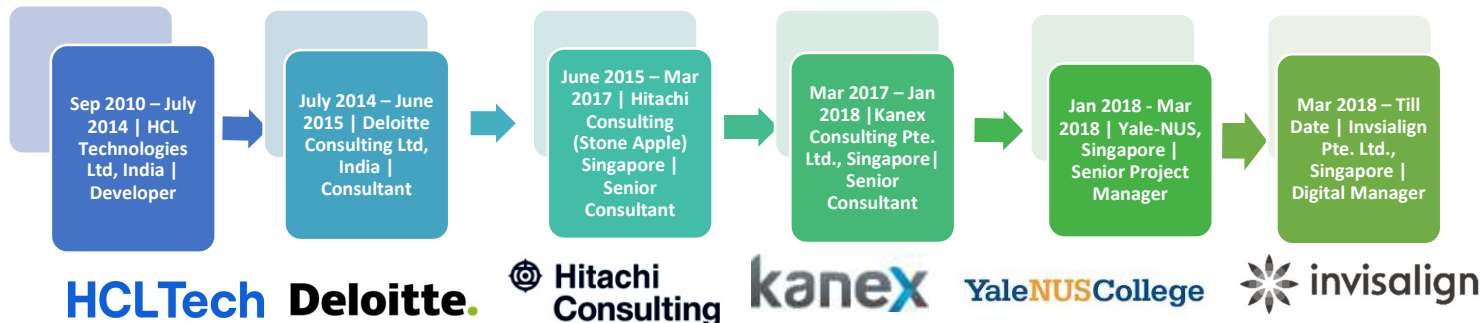 Sep 2010 – July
2014 | HCL
Technologies
Ltd, India |
Developer
July 2014 – June
2015 | Deloitte
Consulting Ltd,
India |
Consultant
June 2015 – Mar
2017 | Hitachi
Consulting
(Stone Apple)
Singapore |
Senior
Consultant
Mar 2017 – Jan
2018 |Kanex
Consulting Pte.
Ltd., Singapore|
Senior
Consultant
Jan 2018 - Mar
2018 | Yale-NUS,
Singapore |
Senior Project
Manager
Mar 2018 – Till
Date | Invsialign
Pte. Ltd.,
Singapore |
Digital Manager
HCLTech
Deloitte.
Hitachi
Consulting
kanex
YaleNUSCollege
invisalign